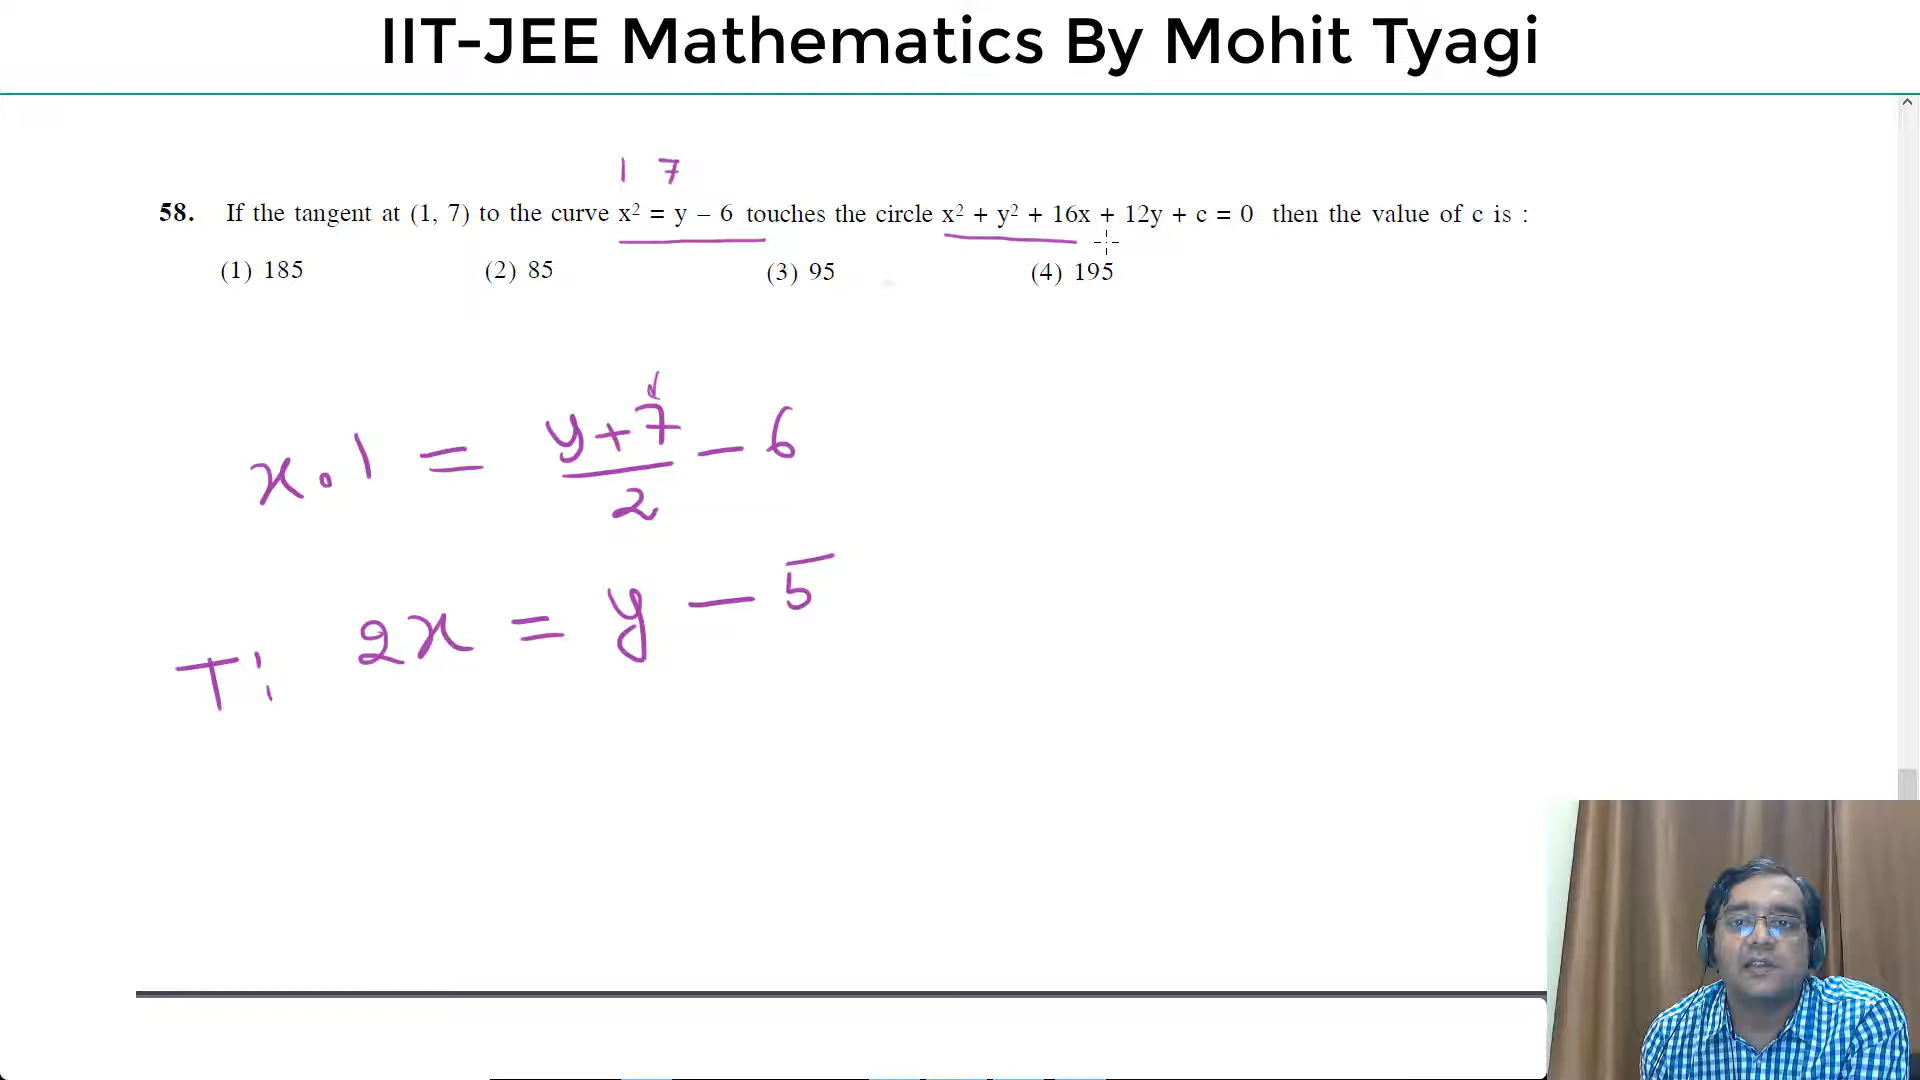 IIT-JEE Mathematics By Mohit Tyagi
1 7
58. If the tangent at (1, 7) to the curve x² = y – 6 touches the circle x² + y² + 16x + 12y + c = 0 then the value of c is :
(1) 185 (2) 85 (3) 95 (4) 195
x . 1 = (y+7)/2 – 6
T: 2x = y – 5